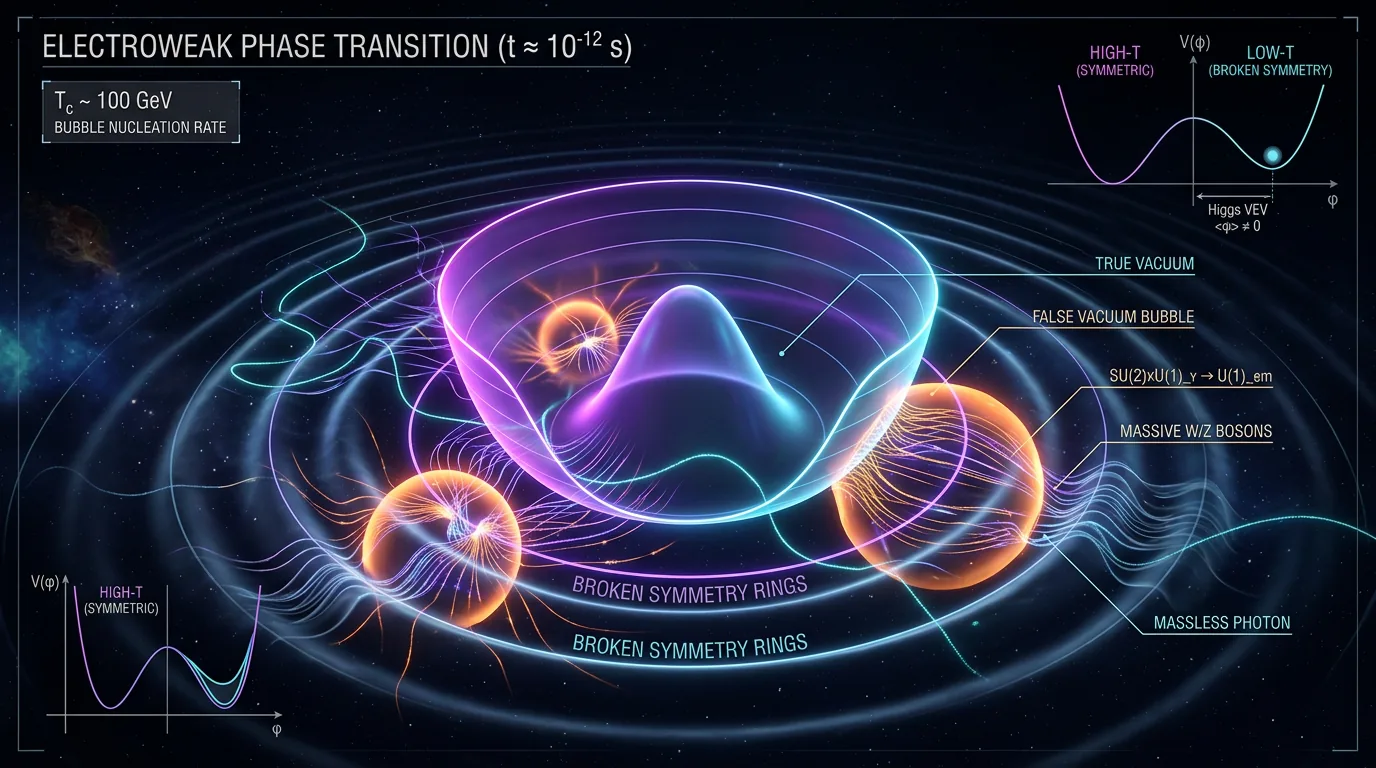 ELECTROWEAK PHASE TRANSITION (t ≈ 10⁻¹² s)
T_c ~ 100 GeV
BUBBLE NUCLEATION RATE
V(φ)
HIGH-T
(SYMMETRIC)
LOW-T
(BROKEN SYMMETRY)
φ
Higgs VEV
<φ> ≠ 0
TRUE VACUUM
FALSE VACUUM BUBBLE
SU(2)xU(1)_Y → U(1)_em
MASSIVE W/Z BOSONS
MASSLESS PHOTON
BROKEN SYMMETRY RINGS
BROKEN SYMMETRY RINGS
V(φ)
HIGH-T
(SYMMETRIC)
φ